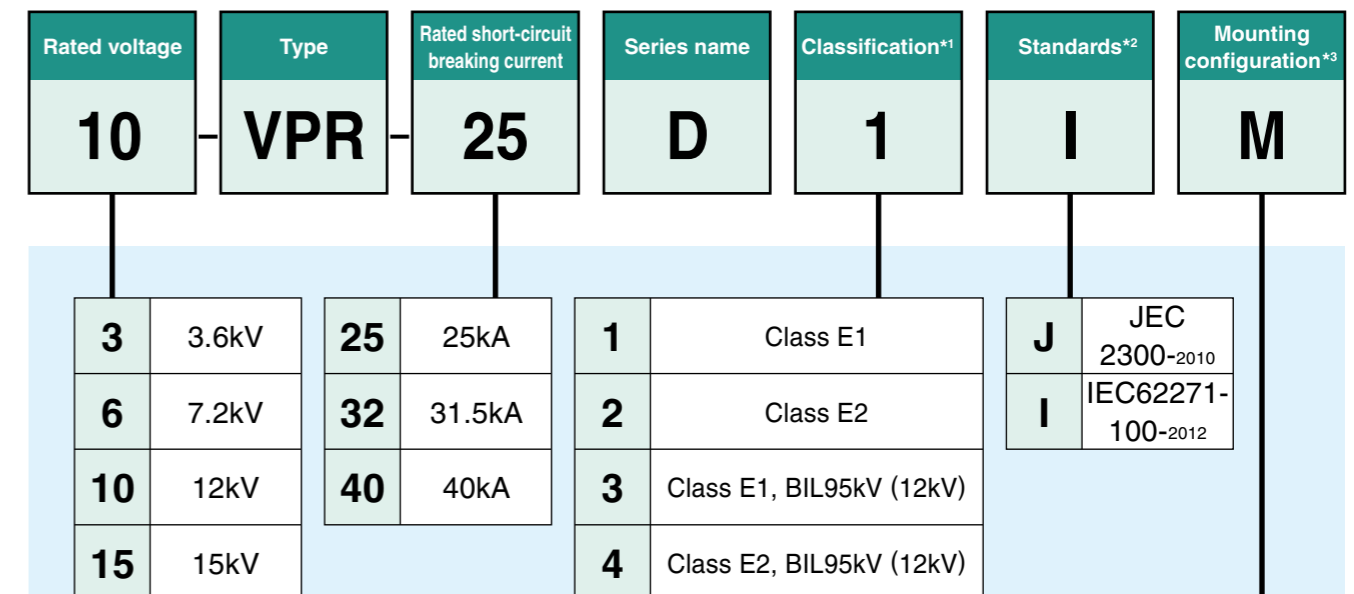 Rated voltage
Type
Rated short-circuit
breaking current
Series name
Classification*1
Standards*2
Mounting
configuration*3
10 - VPR - 25 D 1 I M
3 3.6kV
6 7.2kV
10 12kV
15 15kV
25 25kA
32 31.5kA
40 40kA
1 Class E1
2 Class E2
3 Class E1, BIL95kV (12kV)
4 Class E2, BIL95kV (12kV)
J JEC
2300-2010
I IEC62271-
100-2012